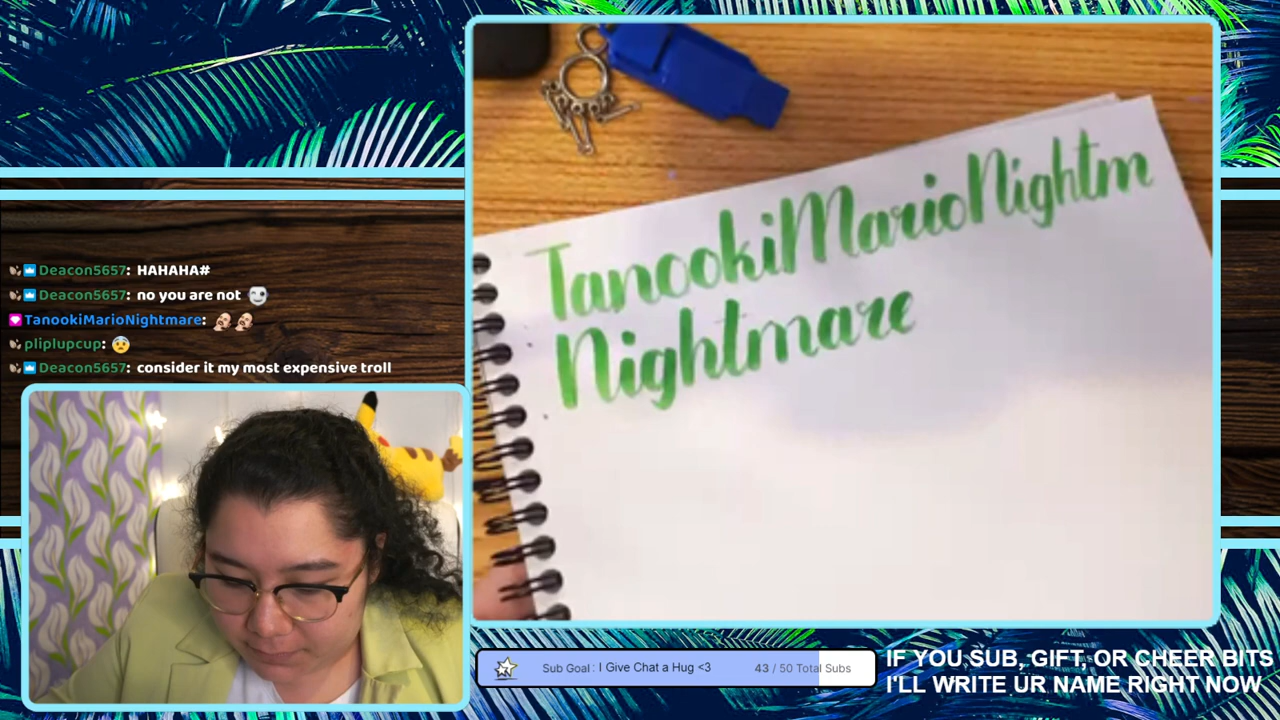 TanookiMarioNightm
Nightmare
Deacon5657: HAHAHA#
Deacon5657: no you are not
TanookiMarioNightmare:
pliplupcup:
Deacon5657: consider it my most expensive troll
Sub Goal : I Give Chat a Hug <3 43 / 50 Total Subs
IF YOU SUB, GIFT, OR CHEER BITS
I'LL WRITE UR NAME RIGHT NOW